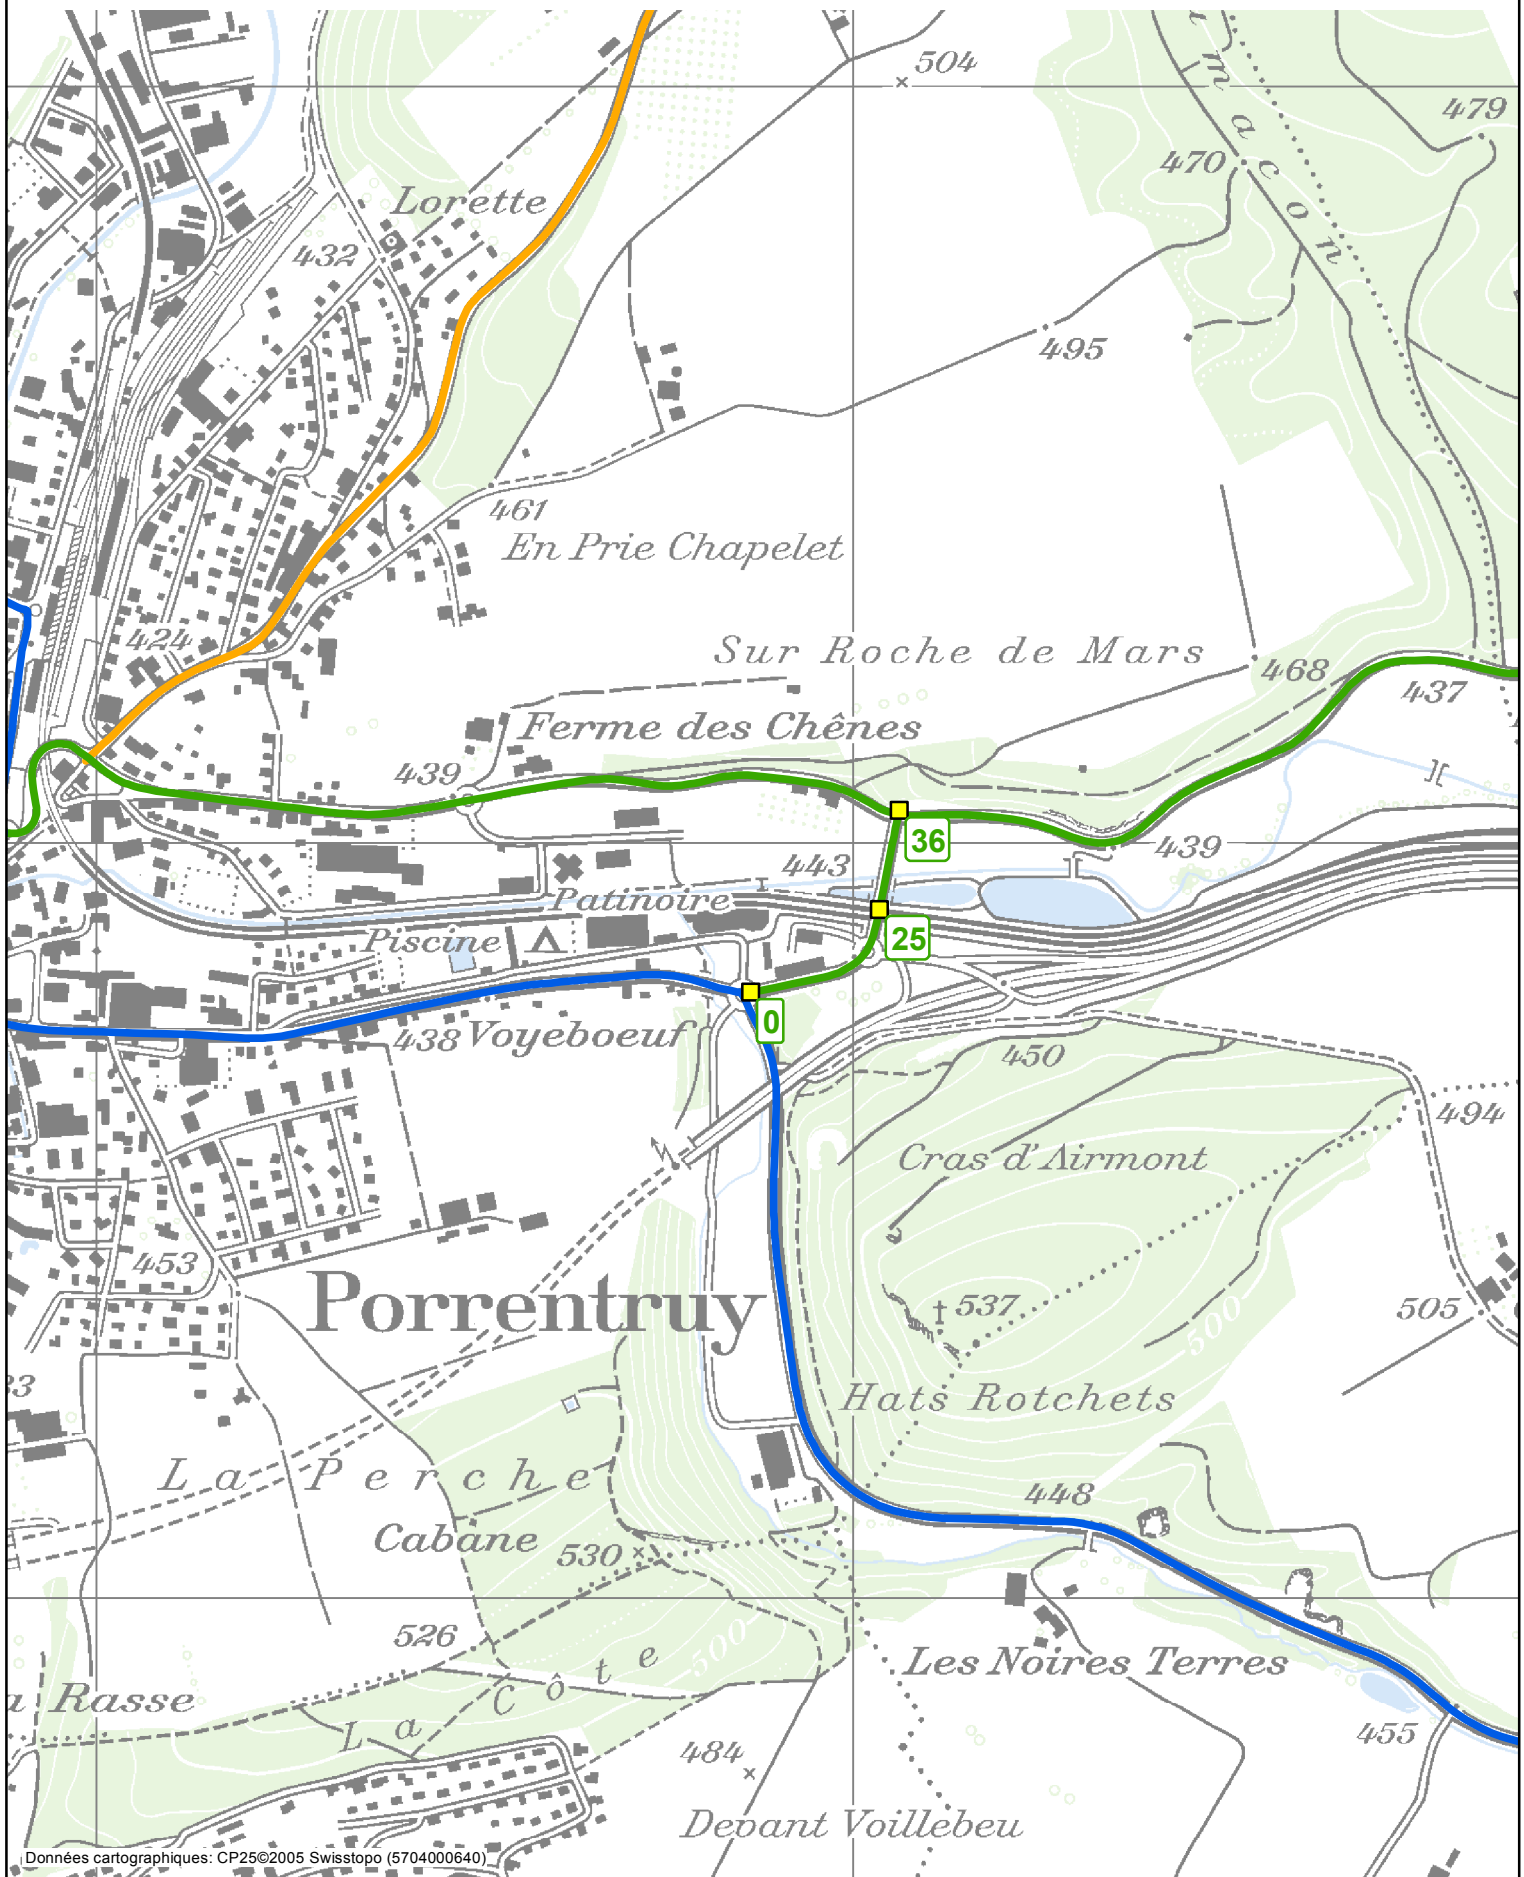 504
479
470
umacon
Lorette
432
495
461
En Prie Chapelet
424
Sur Roche de Mars
468
437
Ferme des Chênes
439
36
439
443
Patinoire
25
Piscine
0
438 Voyeboeuf
450
494
Cras d'Airmont
453
Porrentruy
537
505
500
33
Hats Rotchets
La Perche
448
Cabane
530
526
500
Les Noires Terres
a Rasse
La Côte
455
484
Devant Voillebeu
Données cartographiques: CP25©2005 Swisstopo (5704000640)